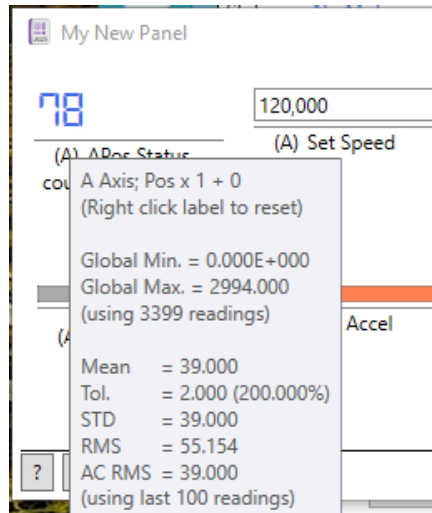 My New Panel
78
120,000
(A) APos Status
(A) Set Speed
cou
A Axis; Pos x 1 + 0
(Right click label to reset)
Global Min. = 0.000E+000
Global Max. = 2994.000
(using 3399 readings)
Accel
(A
Mean = 39.000
Tol. = 2.000 (200.000%)
STD = 39.000
RMS = 55.154
AC RMS = 39.000
(using last 100 readings)
?